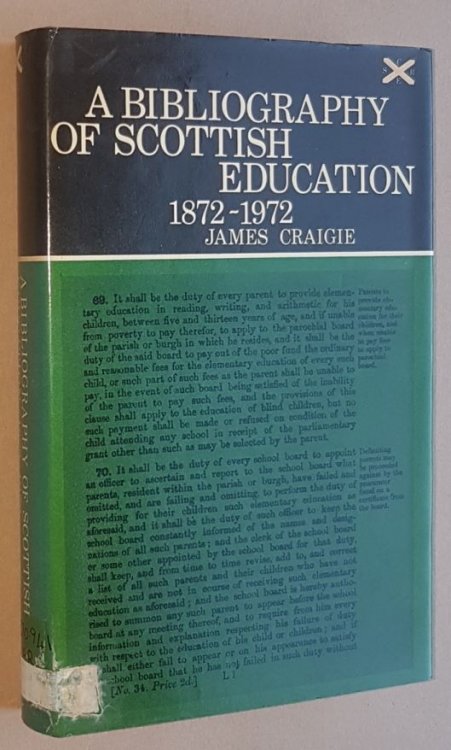 A BIBLIOGRAPHY
OF SCOTTISH
EDUCATION
1872-1972
JAMES CRAIGIE
69. It shall be the duty of every parent to provide elemen-
tary education in reading, writing, and arithmetic for his
children, between five and thirteen years of age, and if unable
from poverty to pay therefor, to apply to the parochial board
of the parish or burgh in which he resides, and it shall be the
duty of the said board to pay out of the poor fund the ordinary
and reasonable fees for the elementary education of every such
child, or such part of such fees as the parent shall be unable to
pay, in the event of such board being satisfied of the inability
of the parent to pay such fees, and the provisions of this
clause shall apply to the education of blind children, but no
such payment shall be made or refused on condition of the
child attending any school in receipt of the parliamentary
grant other than such as may be selected by the parent.
Parents to
provide ele-
mentary edu-
cation for their
children, and
when unable
to pay fees
to apply to
parochial
board.
70. It shall be the duty of every school board to appoint
an officer to ascertain and report to the school board what
parents, resident within the parish or burgh, have failed and
omitted, and are failing and omitting, to perform the duty of
providing for their children such elementary education as
aforesaid, and it shall be the duty of such officer to keep the
school board constantly informed of the names and desig-
nations of all such parents; and the clerk of the school board
or some other appointed by the school board for that duty,
shall keep, and from time to time revise, add to, and correct
a list of all such parents and their children who have not
received and are not in course of receiving such elementary
education as aforesaid; and the school board is hereby autho-
rised to summon any such parent to appear before the school
board at any meeting thereof, and to require from him every
information and explanation respecting his failure of duty
with respect to the education of his child or children; and if
shall either fail to appear or on his appearance to satisfy
school board that he has not failed in such duty without
[No. 34. Price 2d.] L 1
Defaulting
parents may
be proceeded
against by the
procurator
fiscal on a
certificate from
the board.
A BIBLIOGRAPHY OF SCOTTISH